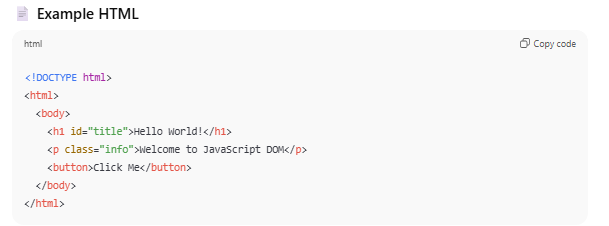 Example HTML
html
Copy code
<!DOCTYPE html>
<html>
<body>
<h1 id="title">Hello World!</h1>
<p class="info">Welcome to JavaScript DOM</p>
<button>Click Me</button>
</body>
</html>